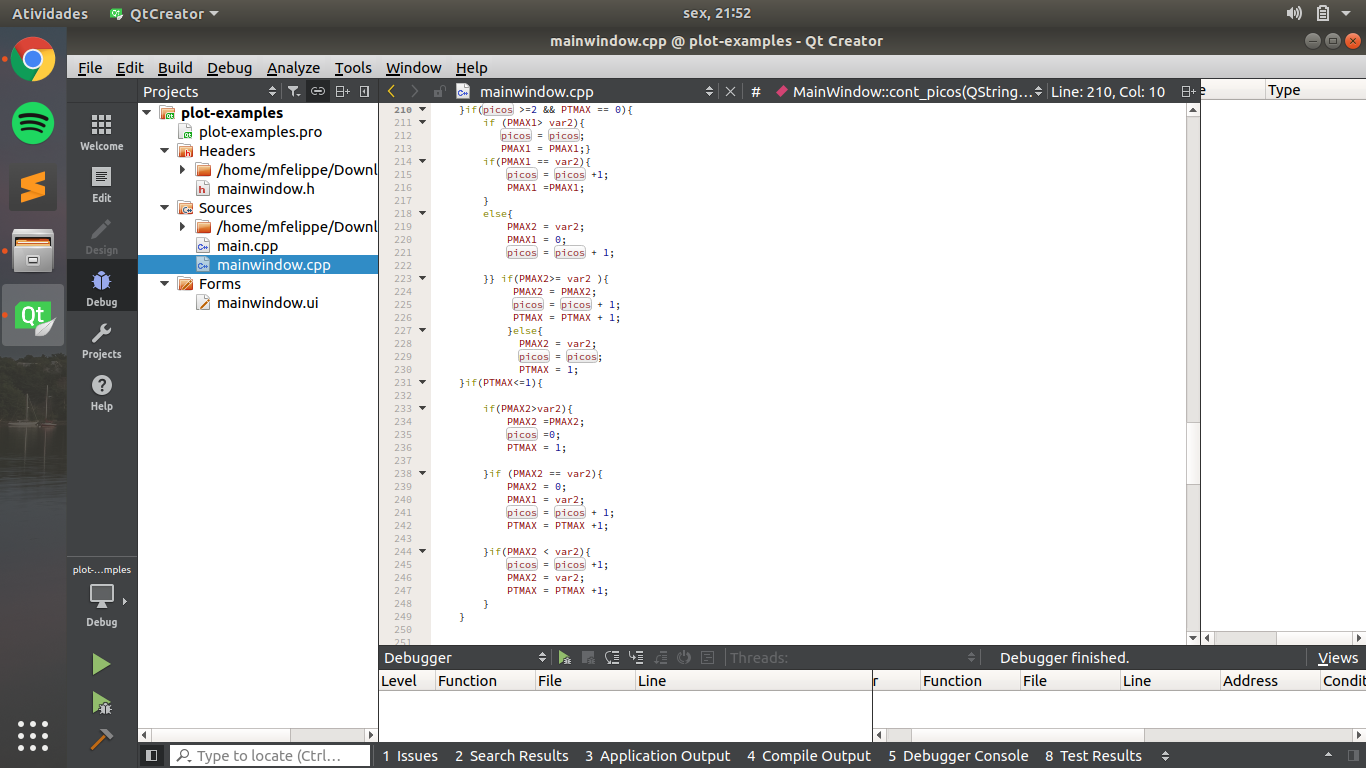 Atividades QtCreator sex, 21:52
mainwindow.cpp @ plot-examples - Qt Creator
File Edit Build Debug Analyze Tools Window Help
Projects mainwindow.cpp # MainWindow::cont_picos(QString... Line: 210, Col: 10 e Type
Welcome
Edit
Design
Debug
Projects
Help
plot-...mples
Debug
plot-examples
plot-examples.pro
Headers
/home/mfelippe/Downl
mainwindow.h
Sources
/home/mfelippe/Downl
main.cpp
mainwindow.cpp
Forms
mainwindow.ui
210 }if(picos >=2 && PTMAX == 0){
211 if (PMAX1> var2){
212 picos = picos;
213 PMAX1 = PMAX1;}
214 if(PMAX1 == var2){
215 picos = picos +1;
216 PMAX1 =PMAX1;
217 }
218 else{
219 PMAX2 = var2;
220 PMAX1 = 0;
221 picos = picos + 1;
222
223 }} if(PMAX2>= var2 ){
224 PMAX2 = PMAX2;
225 picos = picos + 1;
226 PTMAX = PTMAX + 1;
227 }else{
228 PMAX2 = var2;
229 picos = picos;
230 PTMAX = 1;
231 }if(PTMAX<=1){
232
233 if(PMAX2>var2){
234 PMAX2 =PMAX2;
235 picos =0;
236 PTMAX = 1;
237
238 }if (PMAX2 == var2){
239 PMAX2 = 0;
240 PMAX1 = var2;
241 picos = picos + 1;
242 PTMAX = PTMAX +1;
243
244 }if(PMAX2 < var2){
245 picos = picos +1;
246 PMAX2 = var2;
247 PTMAX = PTMAX +1;
248 }
249 }
250
251
Debugger Threads: Debugger finished. Views
Level Function File Line r Function File Line Address Condit
Type to locate (Ctrl... 1 Issues 2 Search Results 3 Application Output 4 Compile Output 5 Debugger Console 8 Test Results